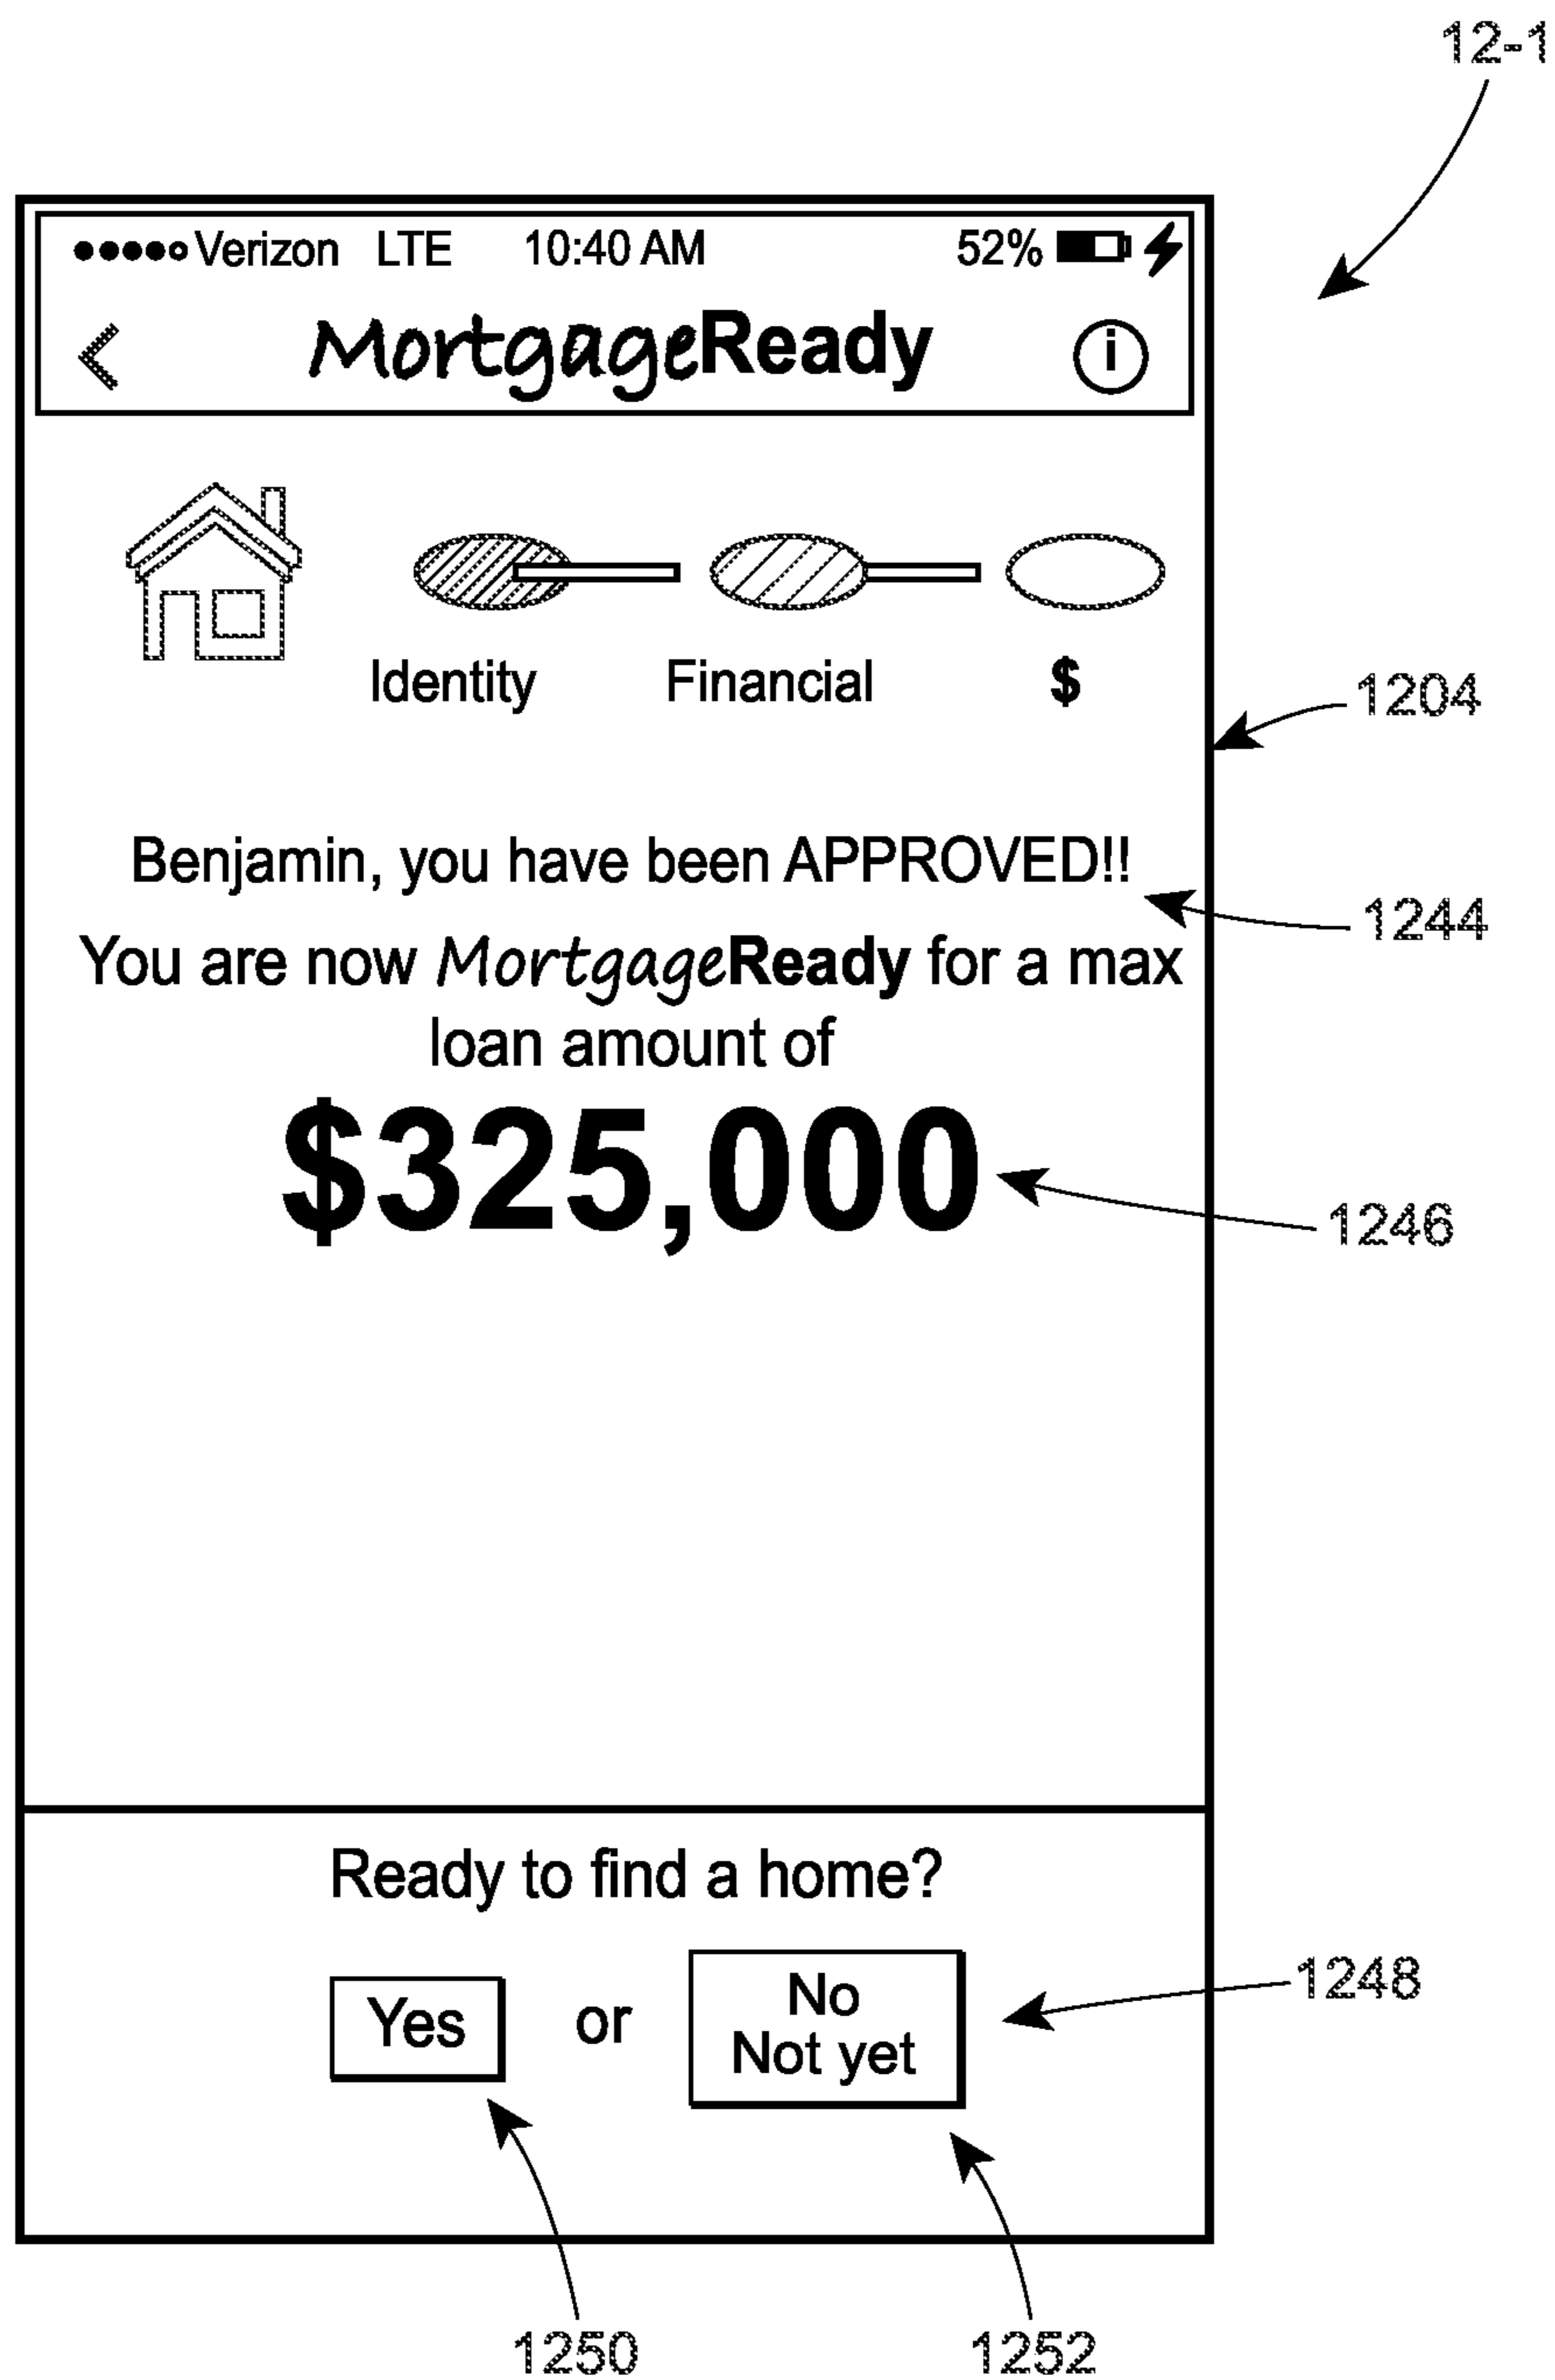 12-1
Verizon LTE 10:40 AM 52%
MortgageReady i
Identity Financial $
1204
Benjamin, you have been APPROVED!!
1244
You are now MortgageReady for a max
loan amount of
$325,000
1246
Ready to find a home?
1248
Yes or No
Not yet
1250 1252